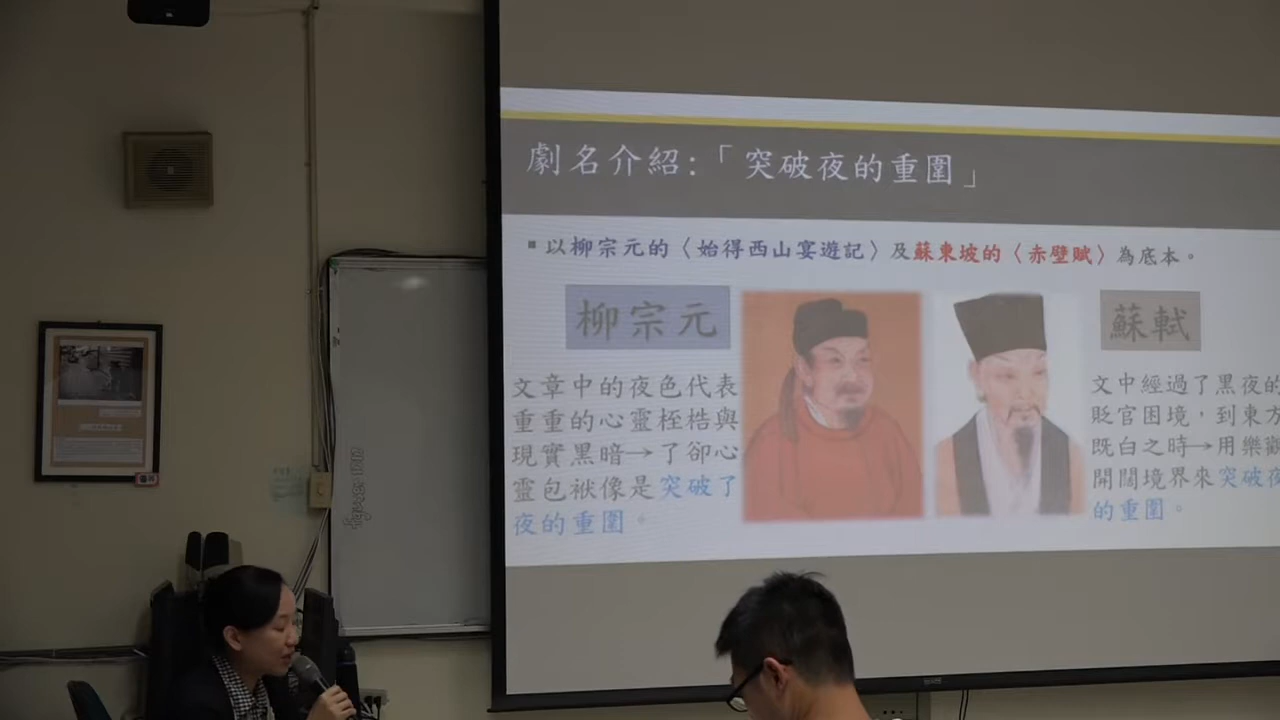 劇名介紹:「突破夜的重圍」
▪以柳宗元的〈始得西山宴遊記〉及蘇東坡的〈赤壁賦〉為底本。
柳宗元
文章中的夜色代表
重重的心靈桎梏與
現實黑暗→了卻心
靈包袱像是突破了
夜的重圍。
蘇軾
文中經過了黑夜的
貶官困境,到東方
既白之時→用樂觀
開闊境界來突破夜
的重圍。